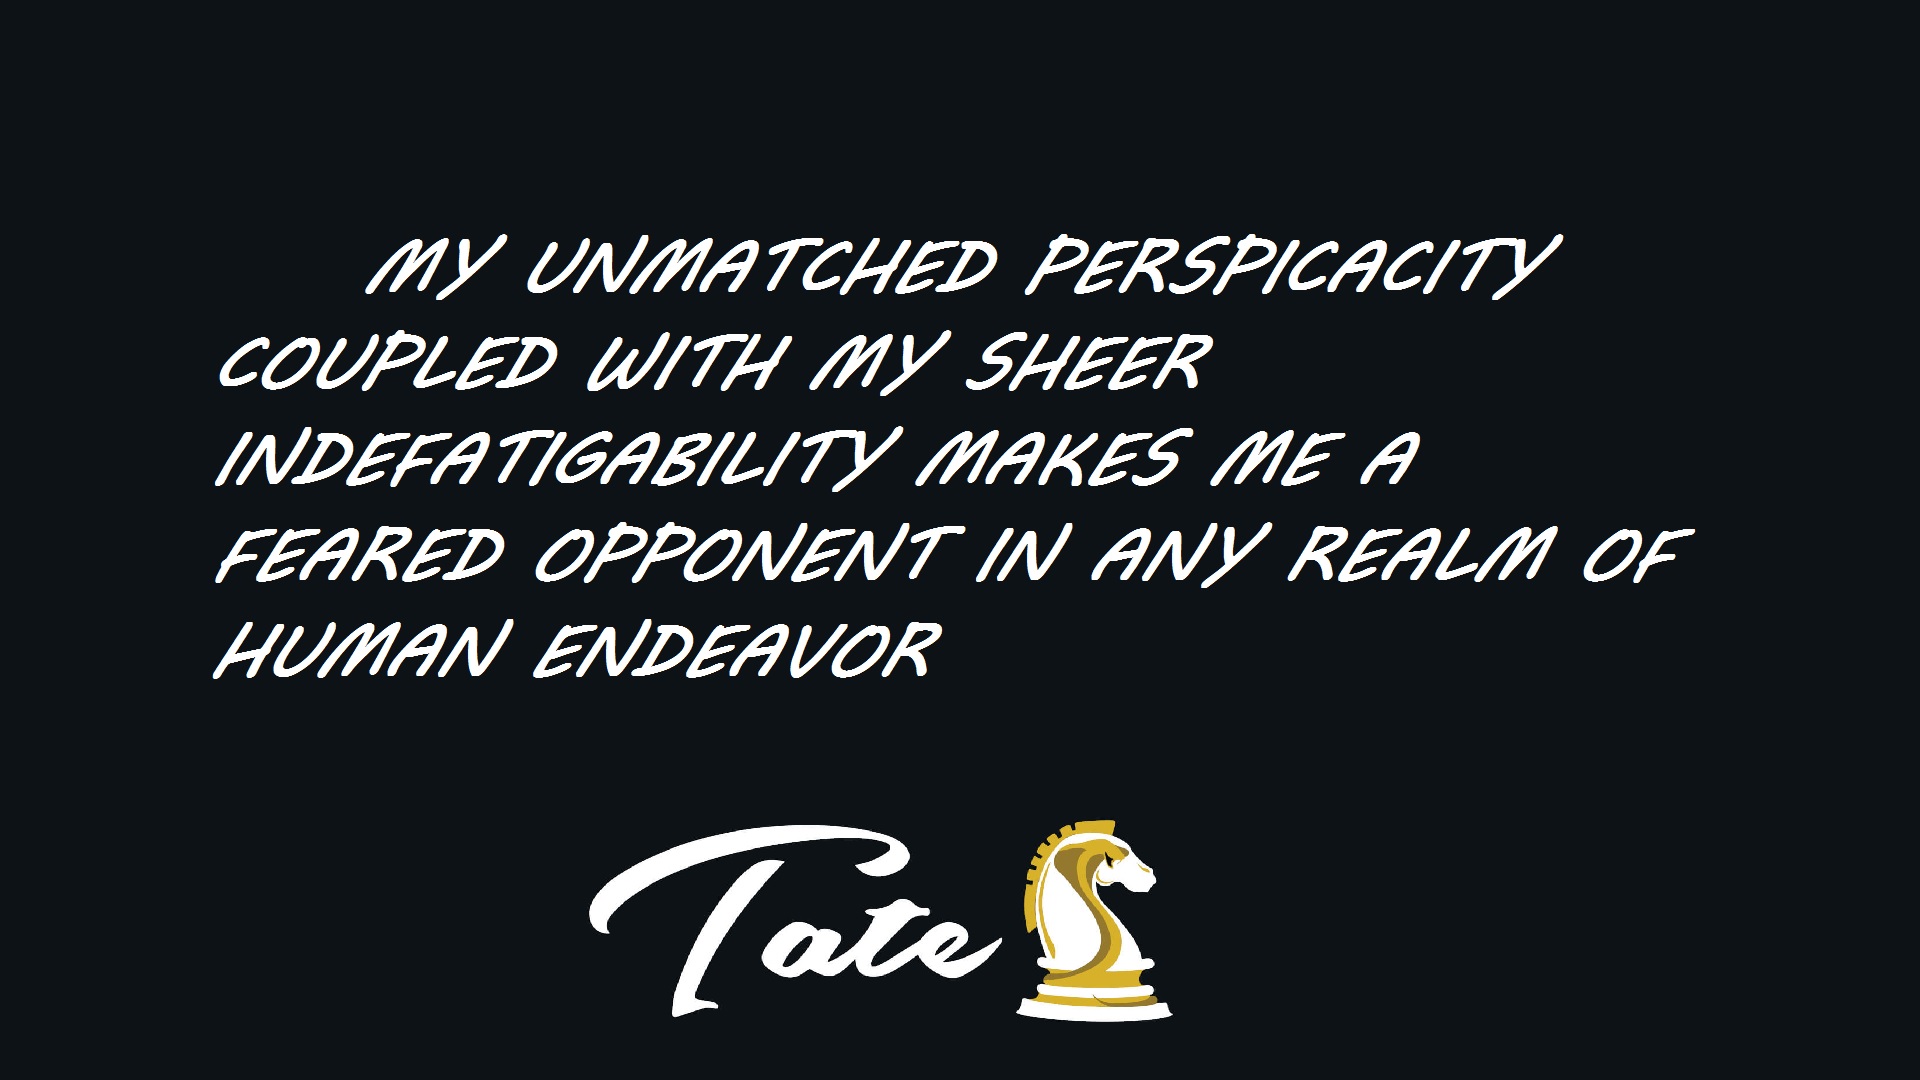 MY UNMATCHED PERSPICACITY
COUPLED WITH MY SHEER
INDEFATIGABILITY MAKES ME A
FEARED OPPONENT IN ANY REALM OF
HUMAN ENDEAVOR
Tate